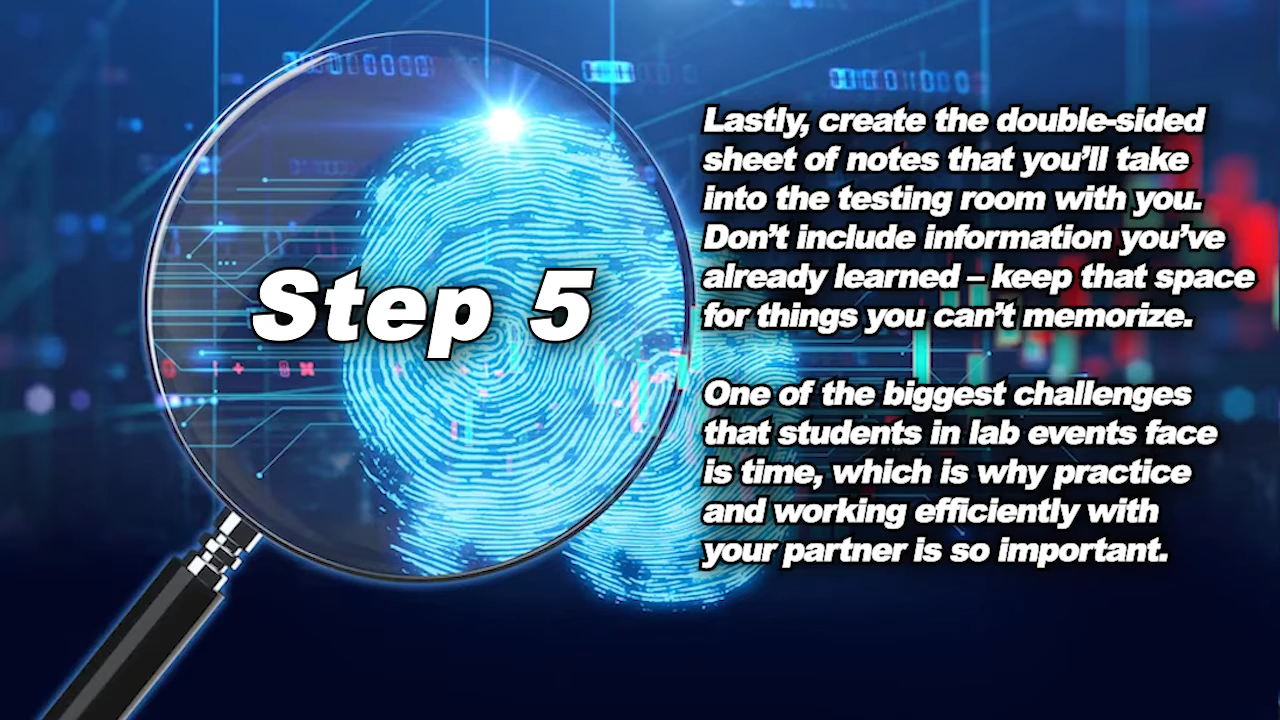 Step 5
Lastly, create the double-sided
sheet of notes that you’ll take
into the testing room with you.
Don’t include information you’ve
already learned – keep that space
for things you can’t memorize.
One of the biggest challenges
that students in lab events face
is time, which is why practice
and working efficiently with
your partner is so important.